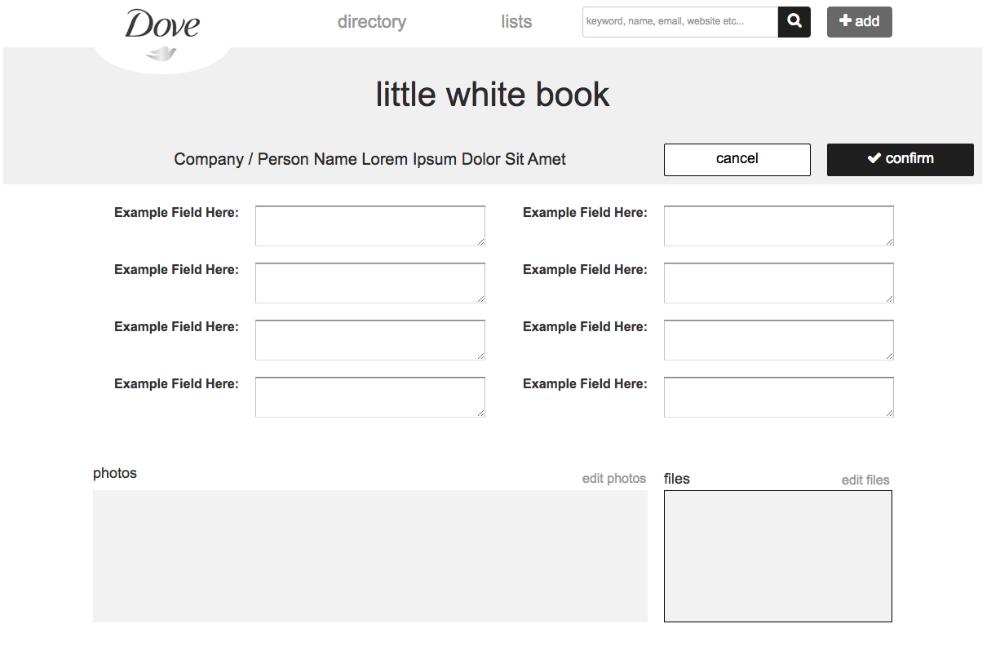 Dove
directory
lists
keyword, name, email, website etc...
add
little white book
Company / Person Name Lorem Ipsum Dolor Sit Amet
cancel
confirm
Example Field Here:
Example Field Here:
Example Field Here:
Example Field Here:
Example Field Here:
Example Field Here:
Example Field Here:
Example Field Here:
photos
edit photos
files
edit files